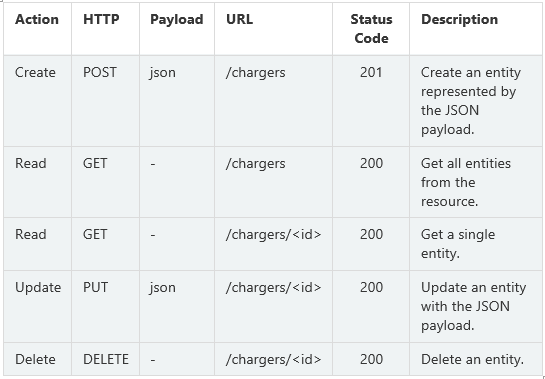 Action HTTP Payload URL Status Code Description
Create POST json /chargers 201 Create an entity represented by the JSON payload.
Read GET - /chargers 200 Get all entities from the resource.
Read GET - /chargers/<id> 200 Get a single entity.
Update PUT json /chargers/<id> 200 Update an entity with the JSON payload.
Delete DELETE - /chargers/<id> 200 Delete an entity.